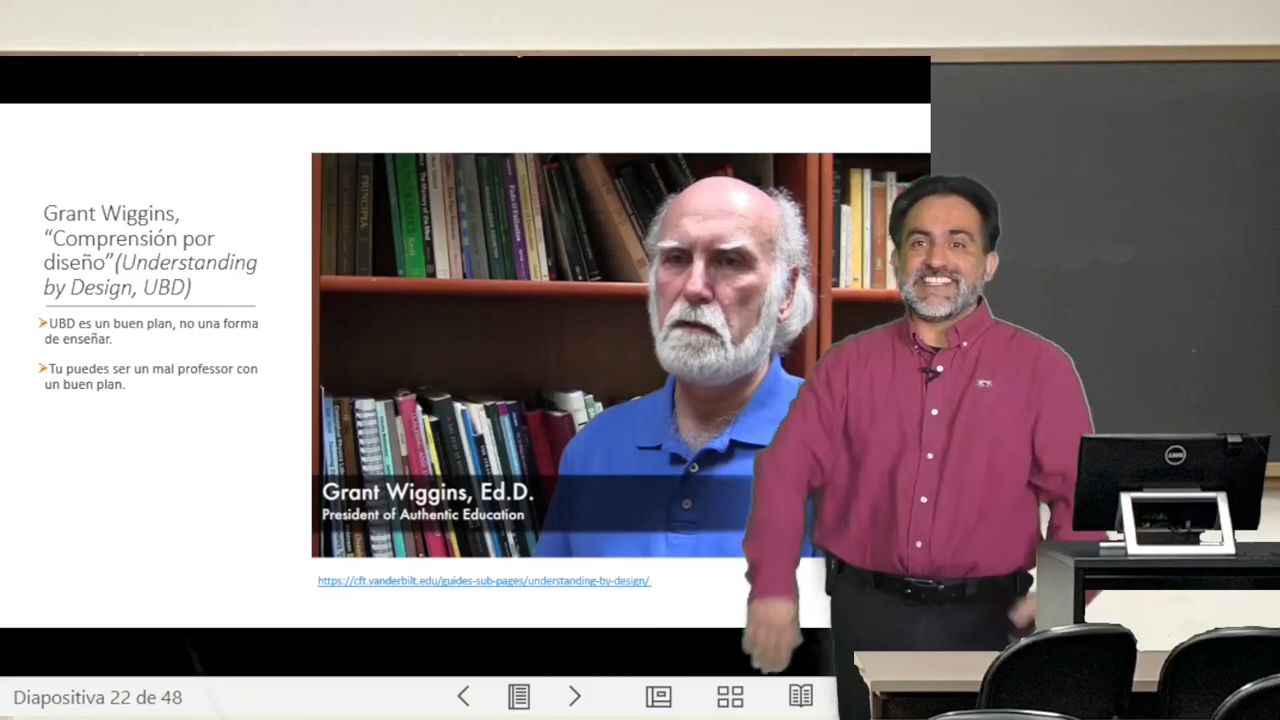 Grant Wiggins,
“Comprensión por
diseño”(Understanding
by Design, UBD)
➤UBD es un buen plan, no una forma
de enseñar.
➤Tu puedes ser un mal professor con
un buen plan.
PRINCIPIA
Grant Wiggins, Ed.D.
President of Authentic Education
https://cft.vanderbilt.edu/guides-sub-pages/understanding-by-design/
DELL
Diapositiva 22 de 48